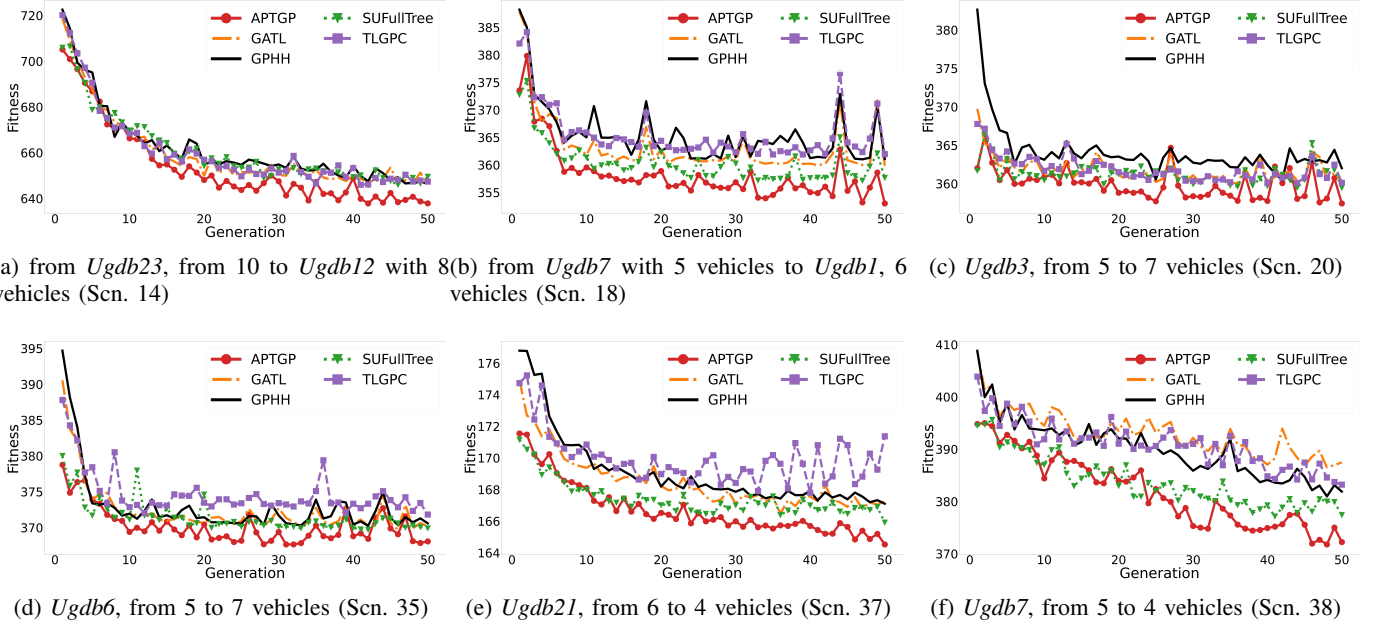 720
700
680
660
640
Fitness
0 10 20 30 40 50
Generation
APTGP
GATL
GPHH
SUFullTree
TLGPC
385
380
375
370
365
360
355
Fitness
0 10 20 30 40 50
Generation
APTGP
GATL
GPHH
SUFullTree
TLGPC
380
375
370
365
360
Fitness
0 10 20 30 40 50
Generation
APTGP
GATL
GPHH
SUFullTree
TLGPC
a) from Ugdb23, from 10 to Ugdb12 with 8
vehicles (Scn. 14)
(b) from Ugdb7 with 5 vehicles to Ugdb1, 6
vehicles (Scn. 18)
(c) Ugdb3, from 5 to 7 vehicles (Scn. 20)
395
390
385
380
375
370
Fitness
0 10 20 30 40 50
Generation
APTGP
GATL
GPHH
SUFullTree
TLGPC
176
174
172
170
168
166
164
Fitness
0 10 20 30 40 50
Generation
APTGP
GATL
GPHH
SUFullTree
TLGPC
410
400
390
380
370
Fitness
0 10 20 30 40 50
Generation
APTGP
GATL
GPHH
SUFullTree
TLGPC
(d) Ugdb6, from 5 to 7 vehicles (Scn. 35)
(e) Ugdb21, from 6 to 4 vehicles (Scn. 37)
(f) Ugdb7, from 5 to 4 vehicles (Scn. 38)